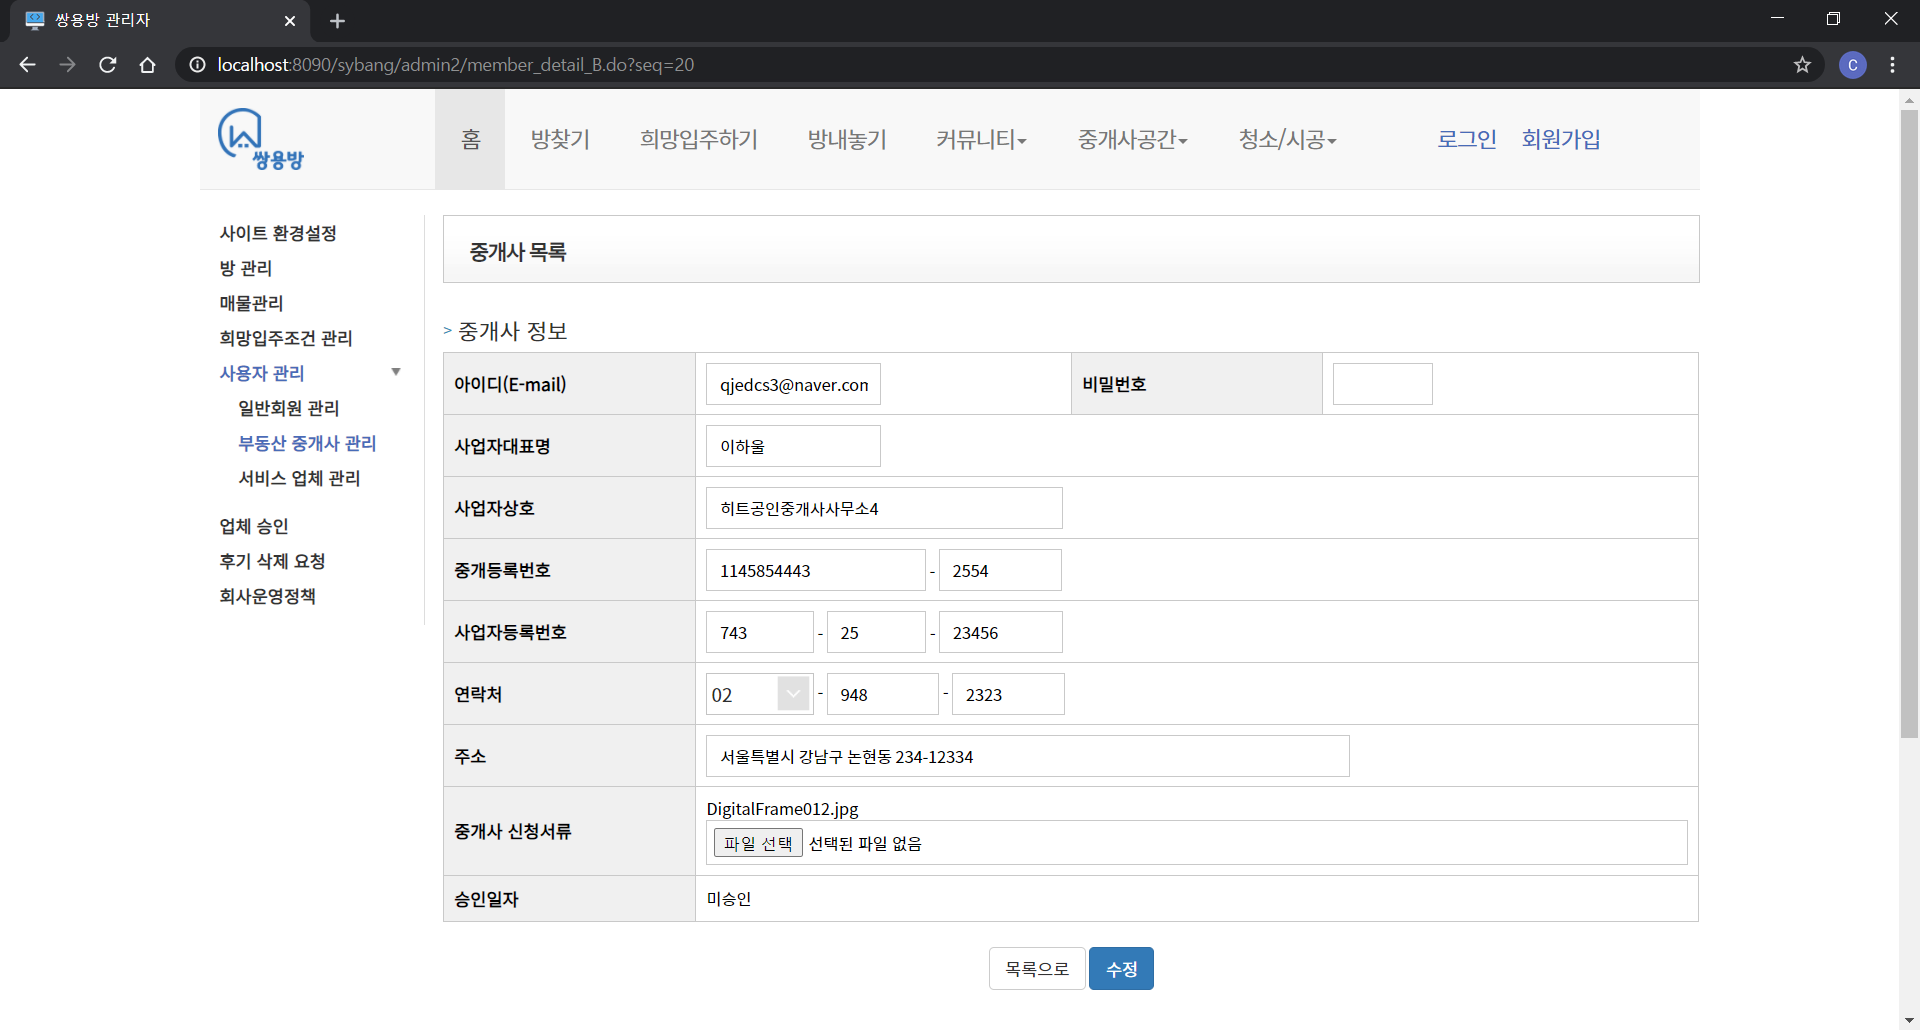 쌍용방 관리자
localhost:8090/sybang/admin2/member_detail_B.do?seq=20
C
쌍용방
홈 방찾기 희망입주하기 방내놓기 커뮤니티 중개사공간 청소/시공 로그인 회원가입
사이트 환경설정
방 관리
매물관리
희망입주조건 관리
사용자 관리
일반회원 관리
부동산 중개사 관리
서비스 업체 관리
업체 승인
후기 삭제 요청
회사운영정책
중개사 목록
> 중개사 정보
아이디(E-mail) qjedcs3@naver.con 비밀번호
사업자대표명 이하울
사업자상호 히트공인중개사사무소4
중개등록번호 1145854443 - 2554
사업자등록번호 743 - 25 - 23456
연락처 02 - 948 - 2323
주소 서울특별시 강남구 논현동 234-12334
중개사 신청서류 DigitalFrame012.jpg
파일 선택 선택된 파일 없음
승인일자 미승인
목록으로 수정